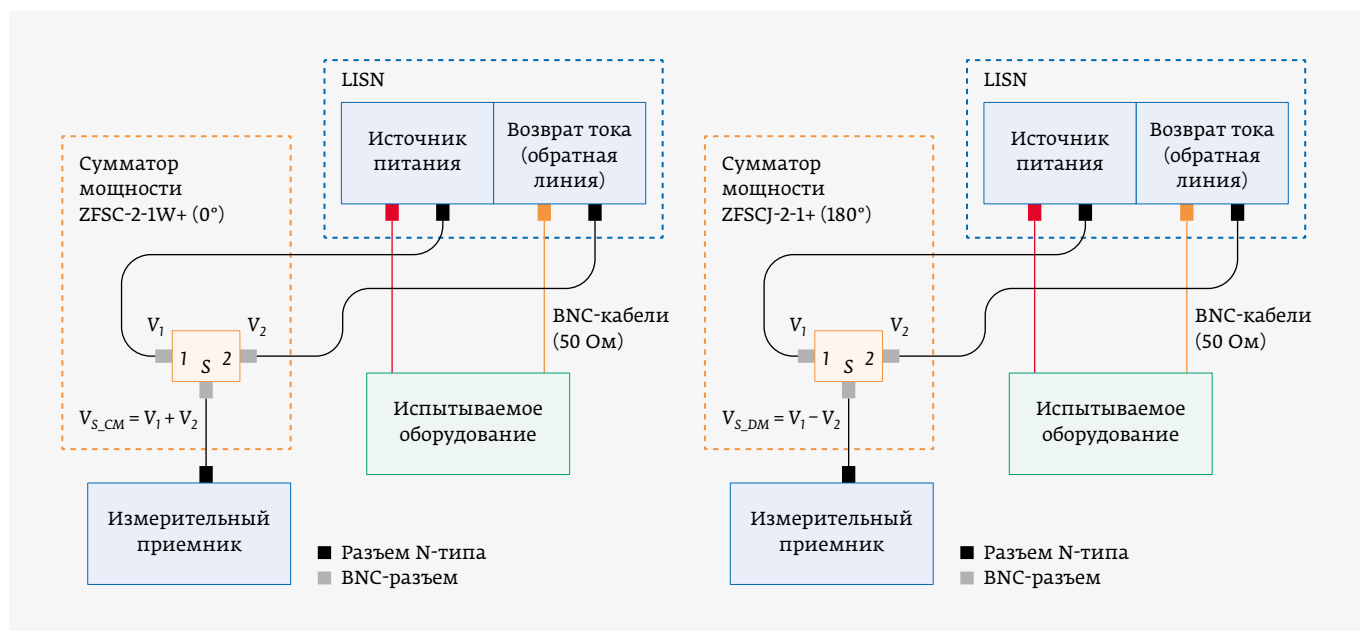 LISN
Источник
питания
Возврат тока
(обратная
линия)
Сумматор
мощности
ZFSC-2-1W+ (0°)
V1
V2
1 S 2
BNC-кабели
(50 Ом)
VS_CM = V1 + V2
Испытываемое
оборудование
Измерительный
приемник
Разъем N-типа
BNC-разъем
LISN
Источник
питания
Возврат тока
(обратная
линия)
Сумматор
мощности
ZFSCJ-2-1+ (180°)
V1
V2
1 S 2
BNC-кабели
(50 Ом)
VS_DM = V1 − V2
Испытываемое
оборудование
Измерительный
приемник
Разъем N-типа
BNC-разъем